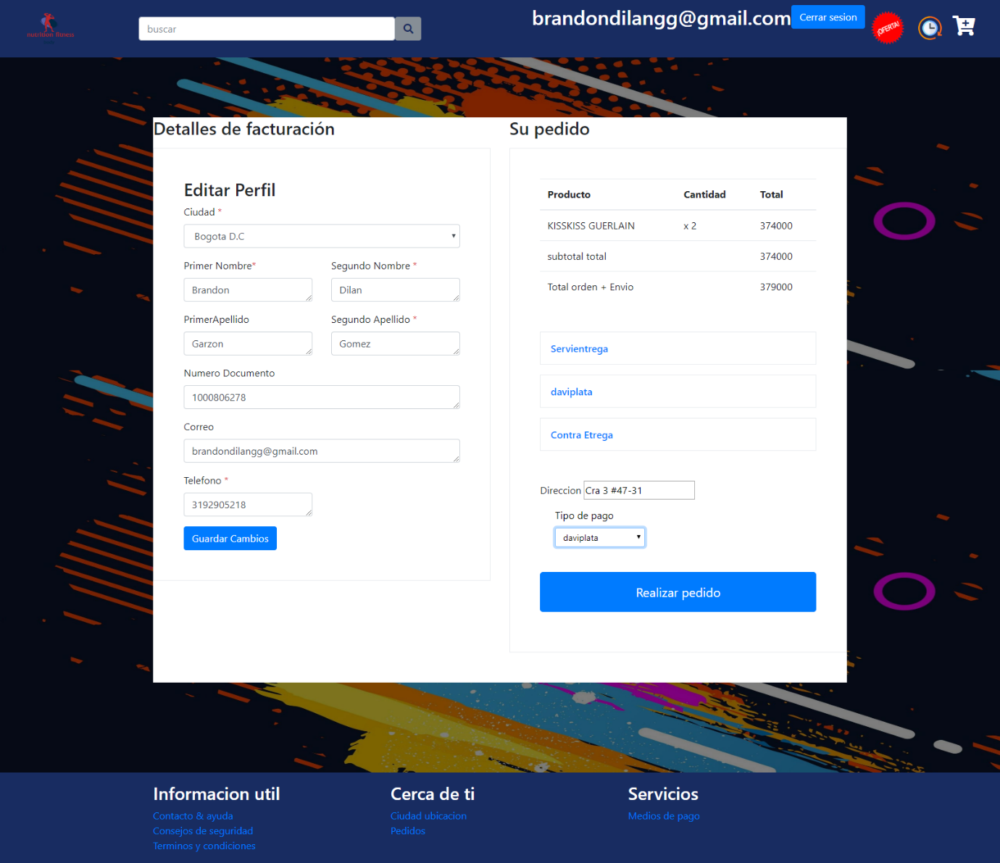 nutrition fitness
buscar
brandondilangg@gmail.com
Cerrar sesion
¡OFERTA!
Detalles de facturación
Editar Perfil
Ciudad *
Bogota D.C
Primer Nombre*
Segundo Nombre *
Brandon
Dilan
PrimerApellido
Segundo Apellido *
Garzon
Gomez
Numero Documento
1000806278
Correo
brandondilangg@gmail.com
Telefono *
3192905218
Guardar Cambios
Su pedido
Producto Cantidad Total
KISSKISS GUERLAIN x 2 374000
subtotal total 374000
Total orden + Envio 379000
Servientrega
daviplata
Contra Etrega
Direccion Cra 3 #47-31
Tipo de pago
daviplata
Realizar pedido
Informacion util
Contacto & ayuda
Consejos de seguridad
Terminos y condiciones
Cerca de ti
Ciudad ubicacion
Pedidos
Servicios
Medios de pago